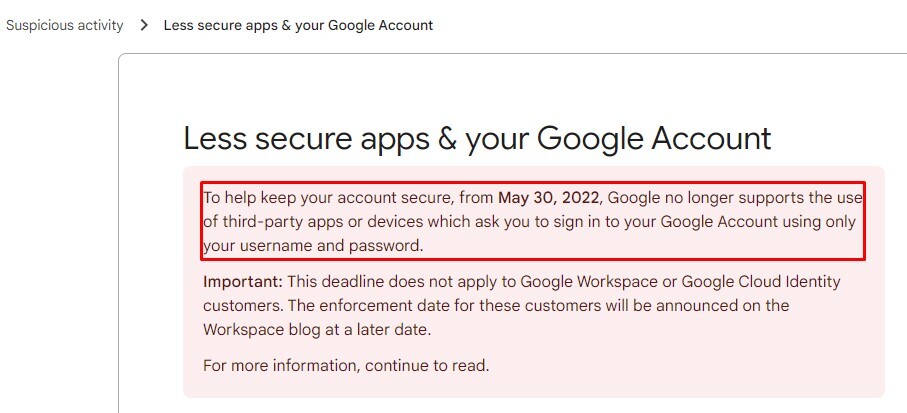 Suspicious activity > Less secure apps & your Google Account
Less secure apps & your Google Account
To help keep your account secure, from May 30, 2022, Google no longer supports the use
of third-party apps or devices which ask you to sign in to your Google Account using only
your username and password.
Important: This deadline does not apply to Google Workspace or Google Cloud Identity
customers. The enforcement date for these customers will be announced on the
Workspace blog at a later date.
For more information, continue to read.